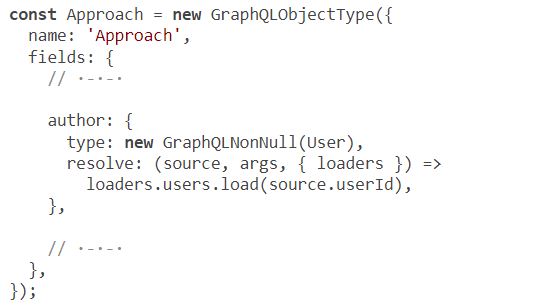 const Approach = new GraphQLObjectType({
  name: 'Approach',
  fields: {
    // ·-·-·

    author: {
      type: new GraphQLNonNull(User),
      resolve: (source, args, { loaders }) =>
        loaders.users.load(source.userId),
    },

    // ·-·-·
  },
});